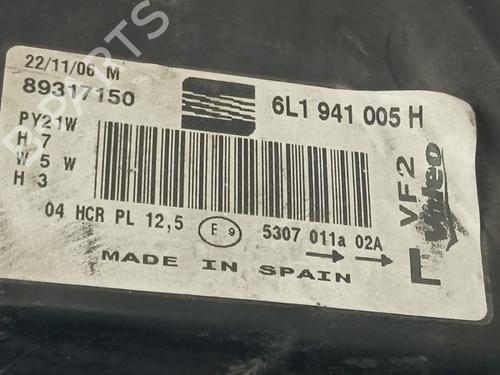 22/11/06 M
89317150
6L1 941 005 H
PY21W
H 7
W 5 W
H 3
04 HCR PL 12,5
E 9
5307 011a 02A
MADE IN SPAIN
VF2
Valeo
L
B-PARTS